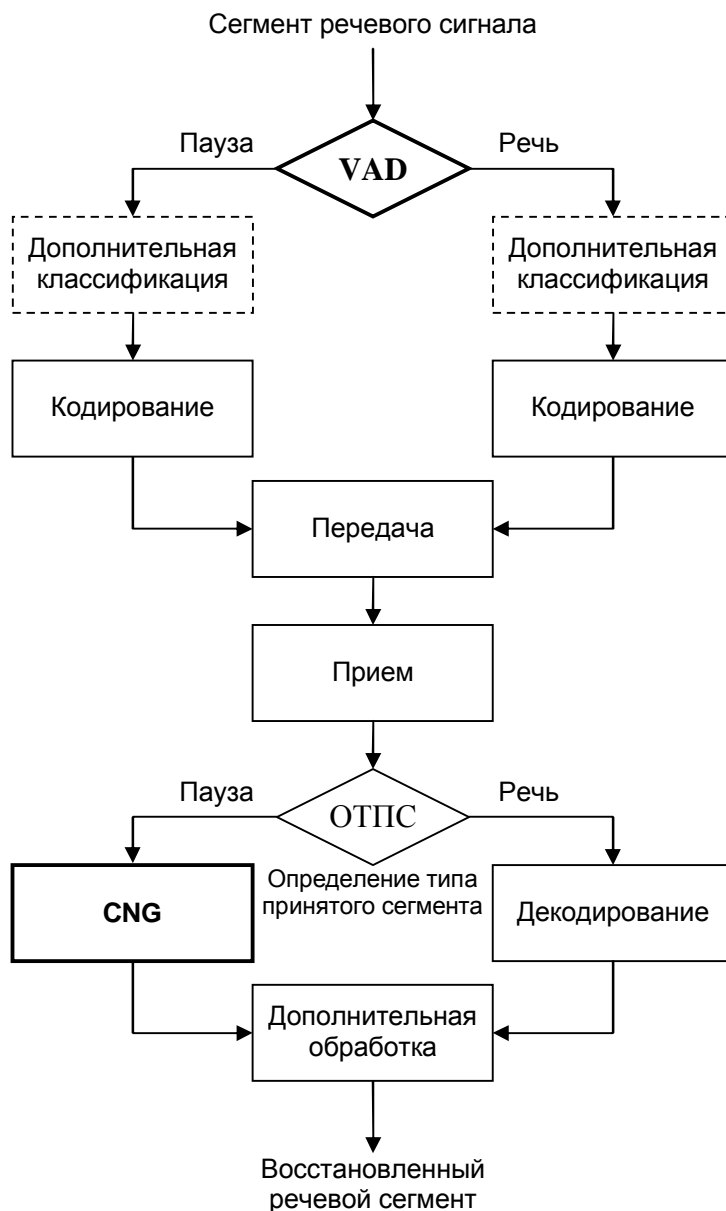 Сегмент речевого сигнала
Пауза
Речь
VAD
Дополнительная
классификация
Дополнительная
классификация
Кодирование
Кодирование
Передача
Прием
Пауза
Речь
ОТПС
Определение типа
принятого сегмента
CNG
Декодирование
Дополнительная
обработка
Восстановленный
речевой сегмент